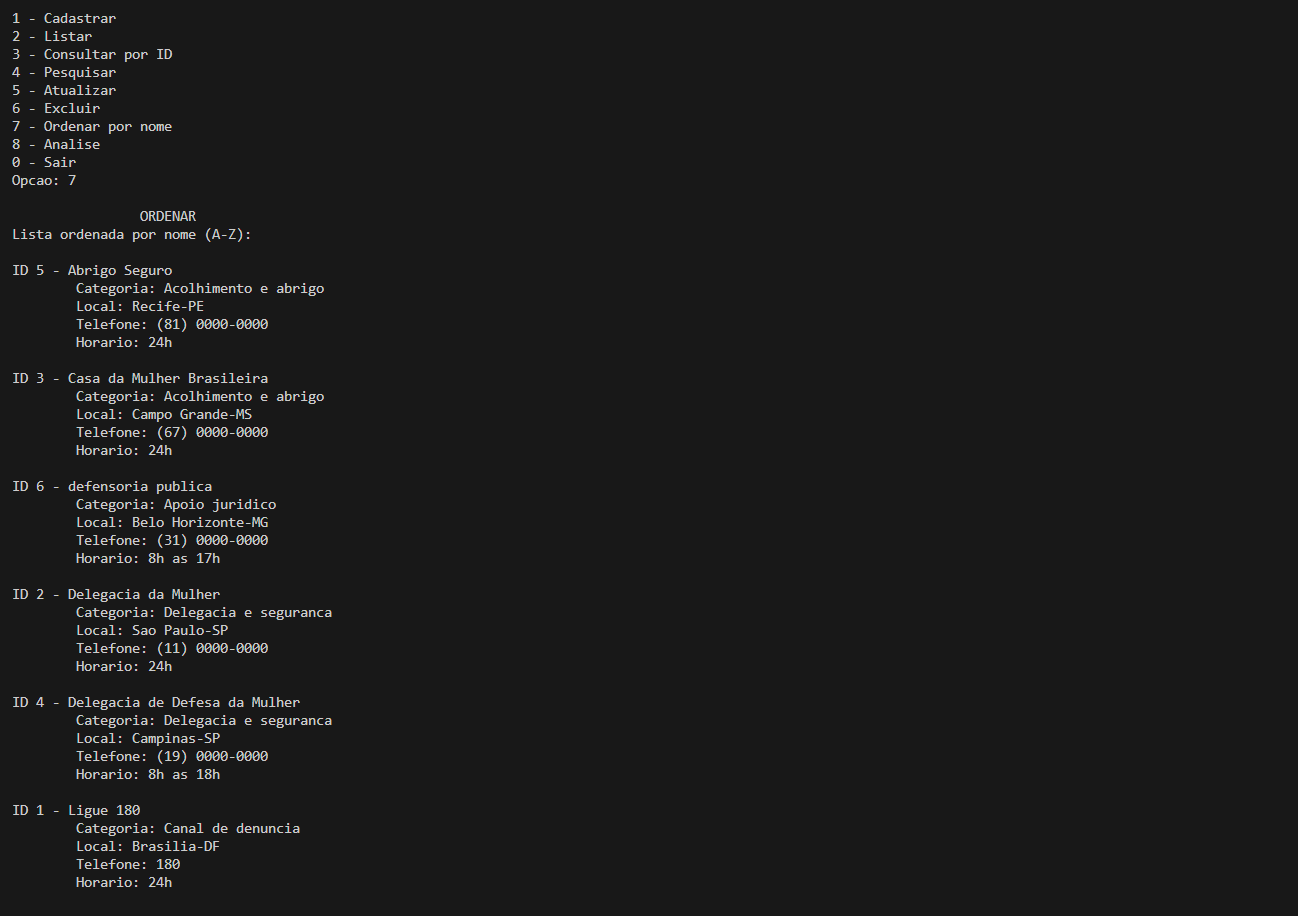 1 - Cadastrar
2 - Listar
3 - Consultar por ID
4 - Pesquisar
5 - Atualizar
6 - Excluir
7 - Ordenar por nome
8 - Analise
0 - Sair
Opcao: 7
ORDENAR
Lista ordenada por nome (A-Z):
ID 5 - Abrigo Seguro
Categoria: Acolhimento e abrigo
Local: Recife-PE
Telefone: (81) 0000-0000
Horario: 24h
ID 3 - Casa da Mulher Brasileira
Categoria: Acolhimento e abrigo
Local: Campo Grande-MS
Telefone: (67) 0000-0000
Horario: 24h
ID 6 - defensoria publica
Categoria: Apoio juridico
Local: Belo Horizonte-MG
Telefone: (31) 0000-0000
Horario: 8h as 17h
ID 2 - Delegacia da Mulher
Categoria: Delegacia e seguranca
Local: Sao Paulo-SP
Telefone: (11) 0000-0000
Horario: 24h
ID 4 - Delegacia de Defesa da Mulher
Categoria: Delegacia e seguranca
Local: Campinas-SP
Telefone: (19) 0000-0000
Horario: 8h as 18h
ID 1 - Ligue 180
Categoria: Canal de denuncia
Local: Brasilia-DF
Telefone: 180
Horario: 24h